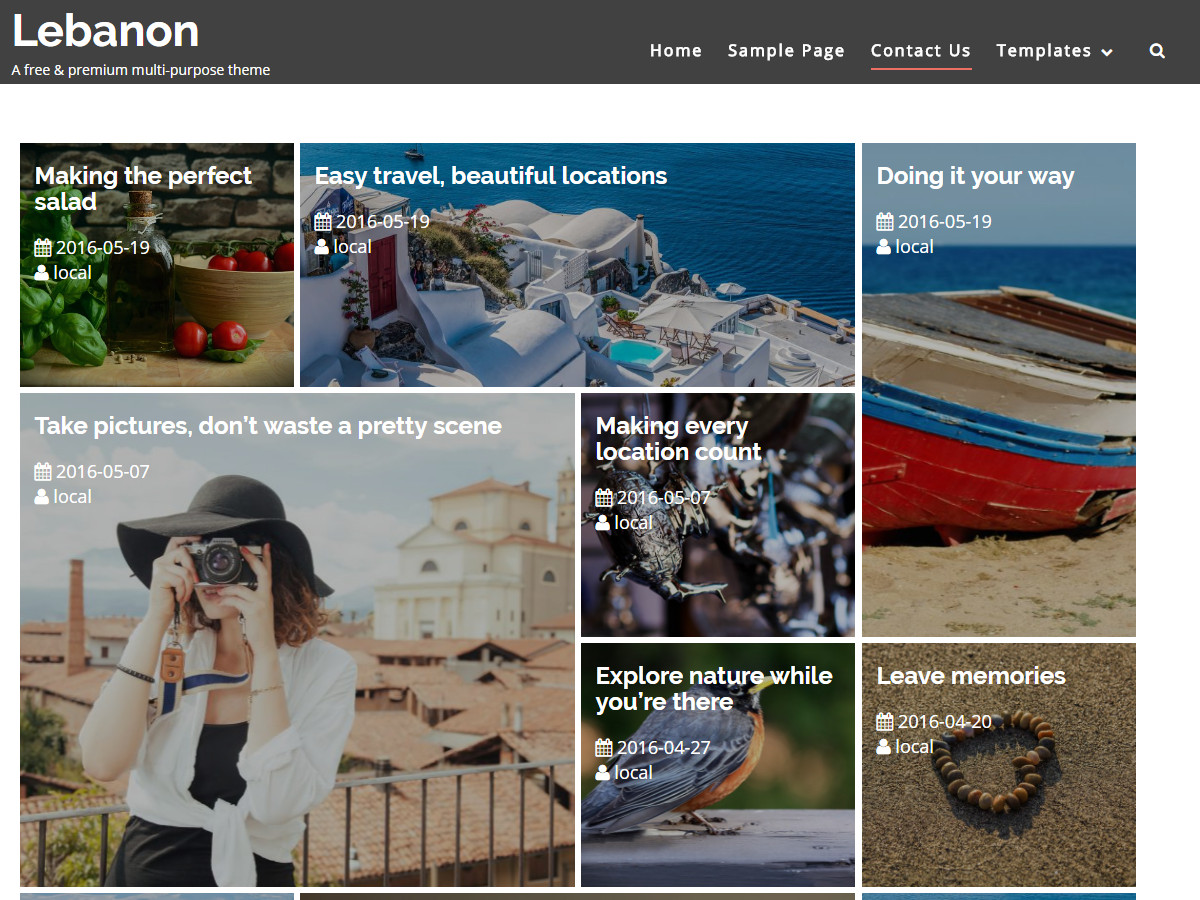 Lebanon
A free & premium multi-purpose theme
Home Sample Page Contact Us Templates
Making the perfect
salad
2016-05-19
local
Easy travel, beautiful locations
2016-05-19
local
Doing it your way
2016-05-19
local
Take pictures, don’t waste a pretty scene
2016-05-07
local
Making every
location count
2016-05-07
local
Explore nature while
you’re there
2016-04-27
local
Leave memories
2016-04-20
local